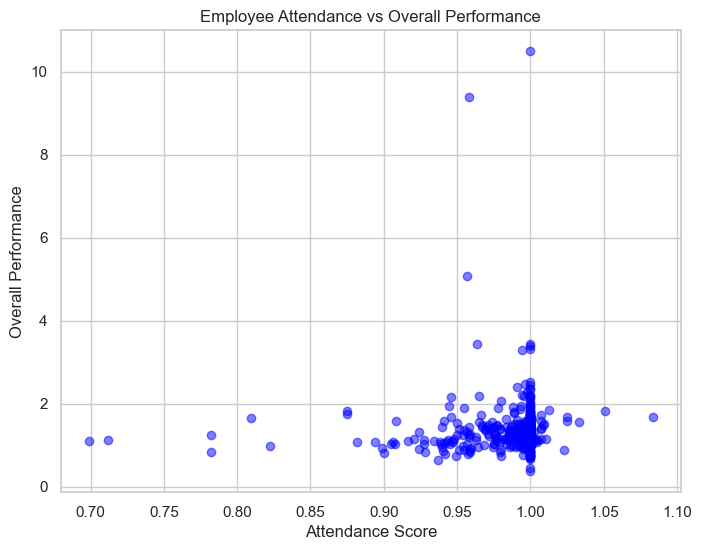 Employee Attendance vs Overall Performance
Overall Performance
10
8
6
4
2
0
0.70 0.75 0.80 0.85 0.90 0.95 1.00 1.05 1.10
Attendance Score